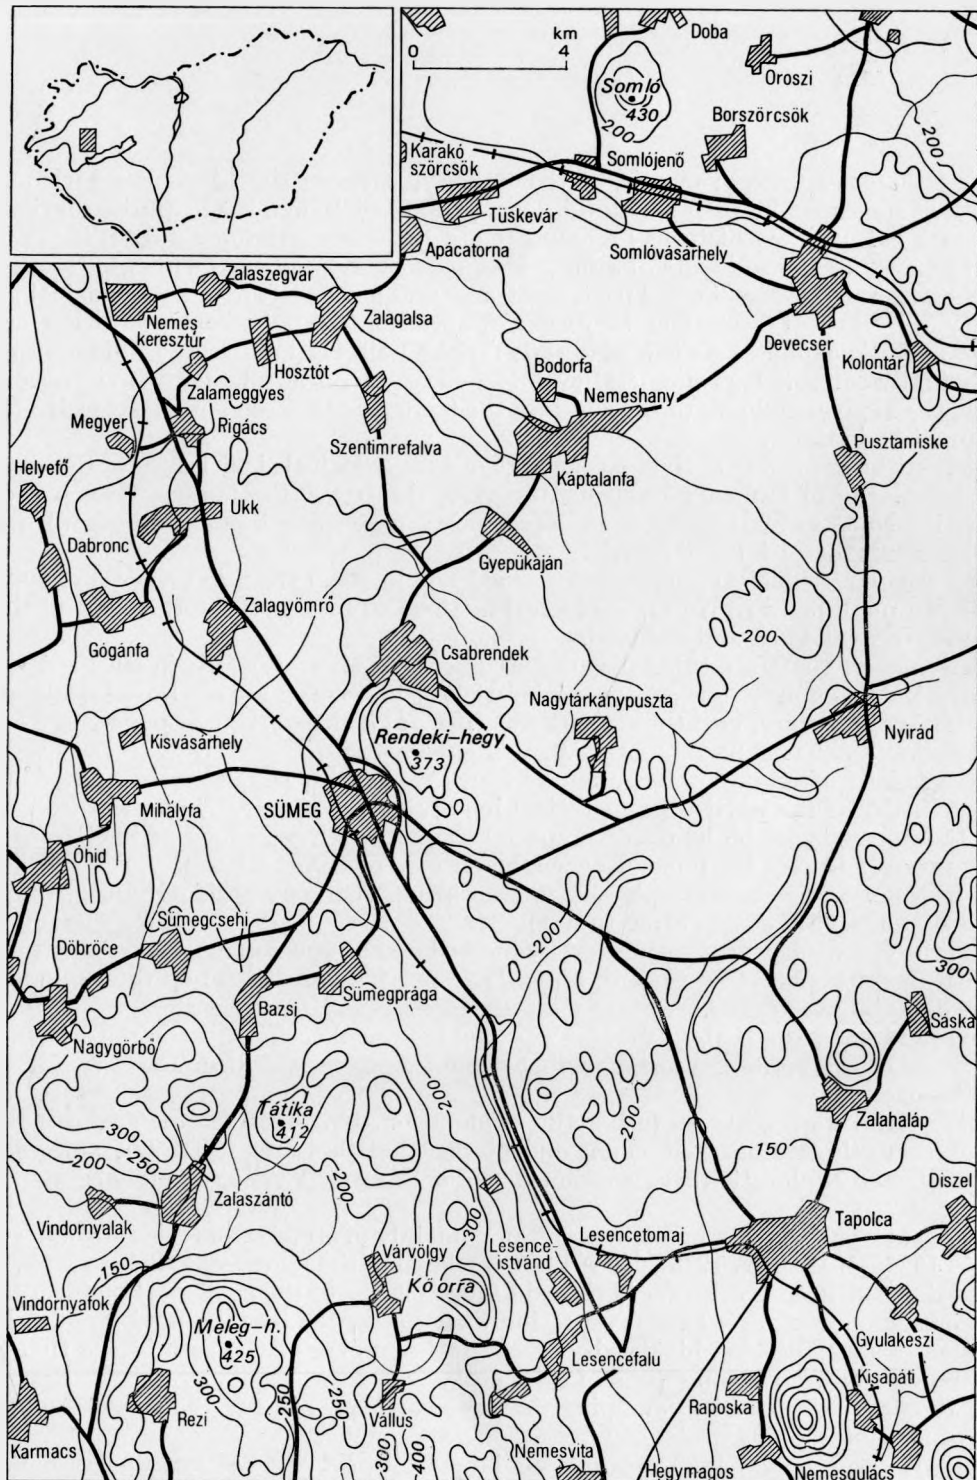 0
km
4
Doba
Oroszi
Somló
430
200
Borszörcsök
200
Karakó
szörcsök
Somlójenő
Tüskevár
Apácatorna
Somlóvásárhely
Zalaszegvár
Nemes
keresztúr
Zalagalsa
Devecser
Kolontár
Hosztót
Bodorfa
Nemeshany
Zalameggyes
Megyer
Rigács
Szentimrefalva
Pusztamiske
Helyefő
Káptalanfa
Ukk
Dabronc
Gyepükaján
Zalagyömrő
Gógánfa
200
Csabrendek
Nagytárkánypuszta
Kisvásárhely
Rendeki-hegy
373
Nyirád
Mihályfa
SÜMEG
Óhid
Sümegcsehi
200
Döbröce
300
Bazsi
Sümegprága
Sáska
Nagygörbő
Tátika
412
200
200
Zalahaláp
300
250
200
200
150
Diszel
Vindornyalak
Zalaszántó
Lesencetomaj
Tapolca
300
Várvölgy
Lesence-
istvánd
150
Kőorra
Vindornyafok
Meleg-h.
425
Gyulakeszi
Lesencefalu
Kisapáti
300
250
250
Raposka
Karmacs
Rezi
Vállus
300
400
Nemesvita
Hegymagos
Nemesgulács